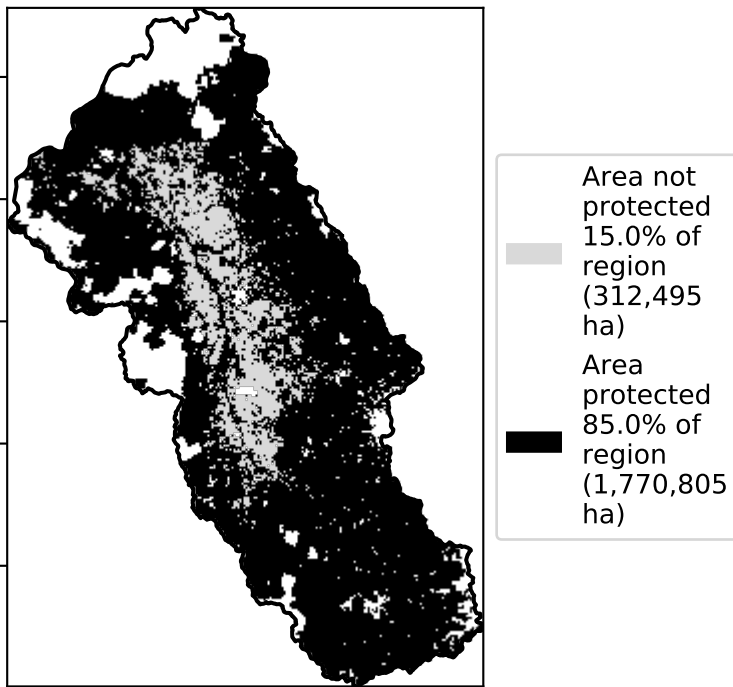 Area not
protected
15.0% of
region
(312,495
ha)
Area
protected
85.0% of
region
(1,770,805
ha)